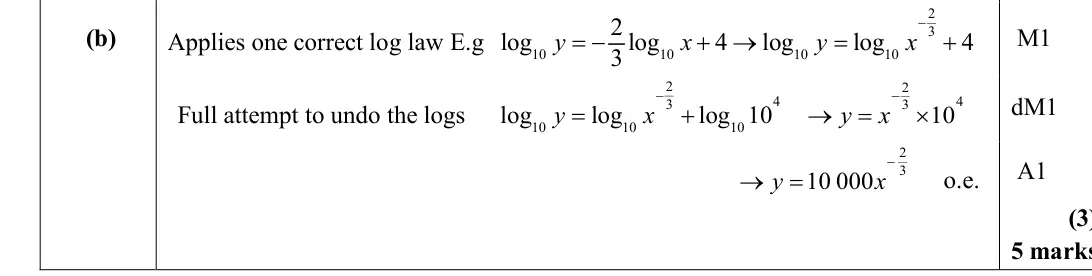 (b) Applies one correct log law E.g log₁₀ y = −2/3 log₁₀ x + 4 → log₁₀ y = log₁₀ x^(−2/3) + 4 M1
Full attempt to undo the logs log₁₀ y = log₁₀ x^(−2/3) + log₁₀ 10⁴ → y = x^(−2/3) × 10⁴ dM1
→ y = 10 000x^(−2/3) o.e. A1
(3)
5 marks